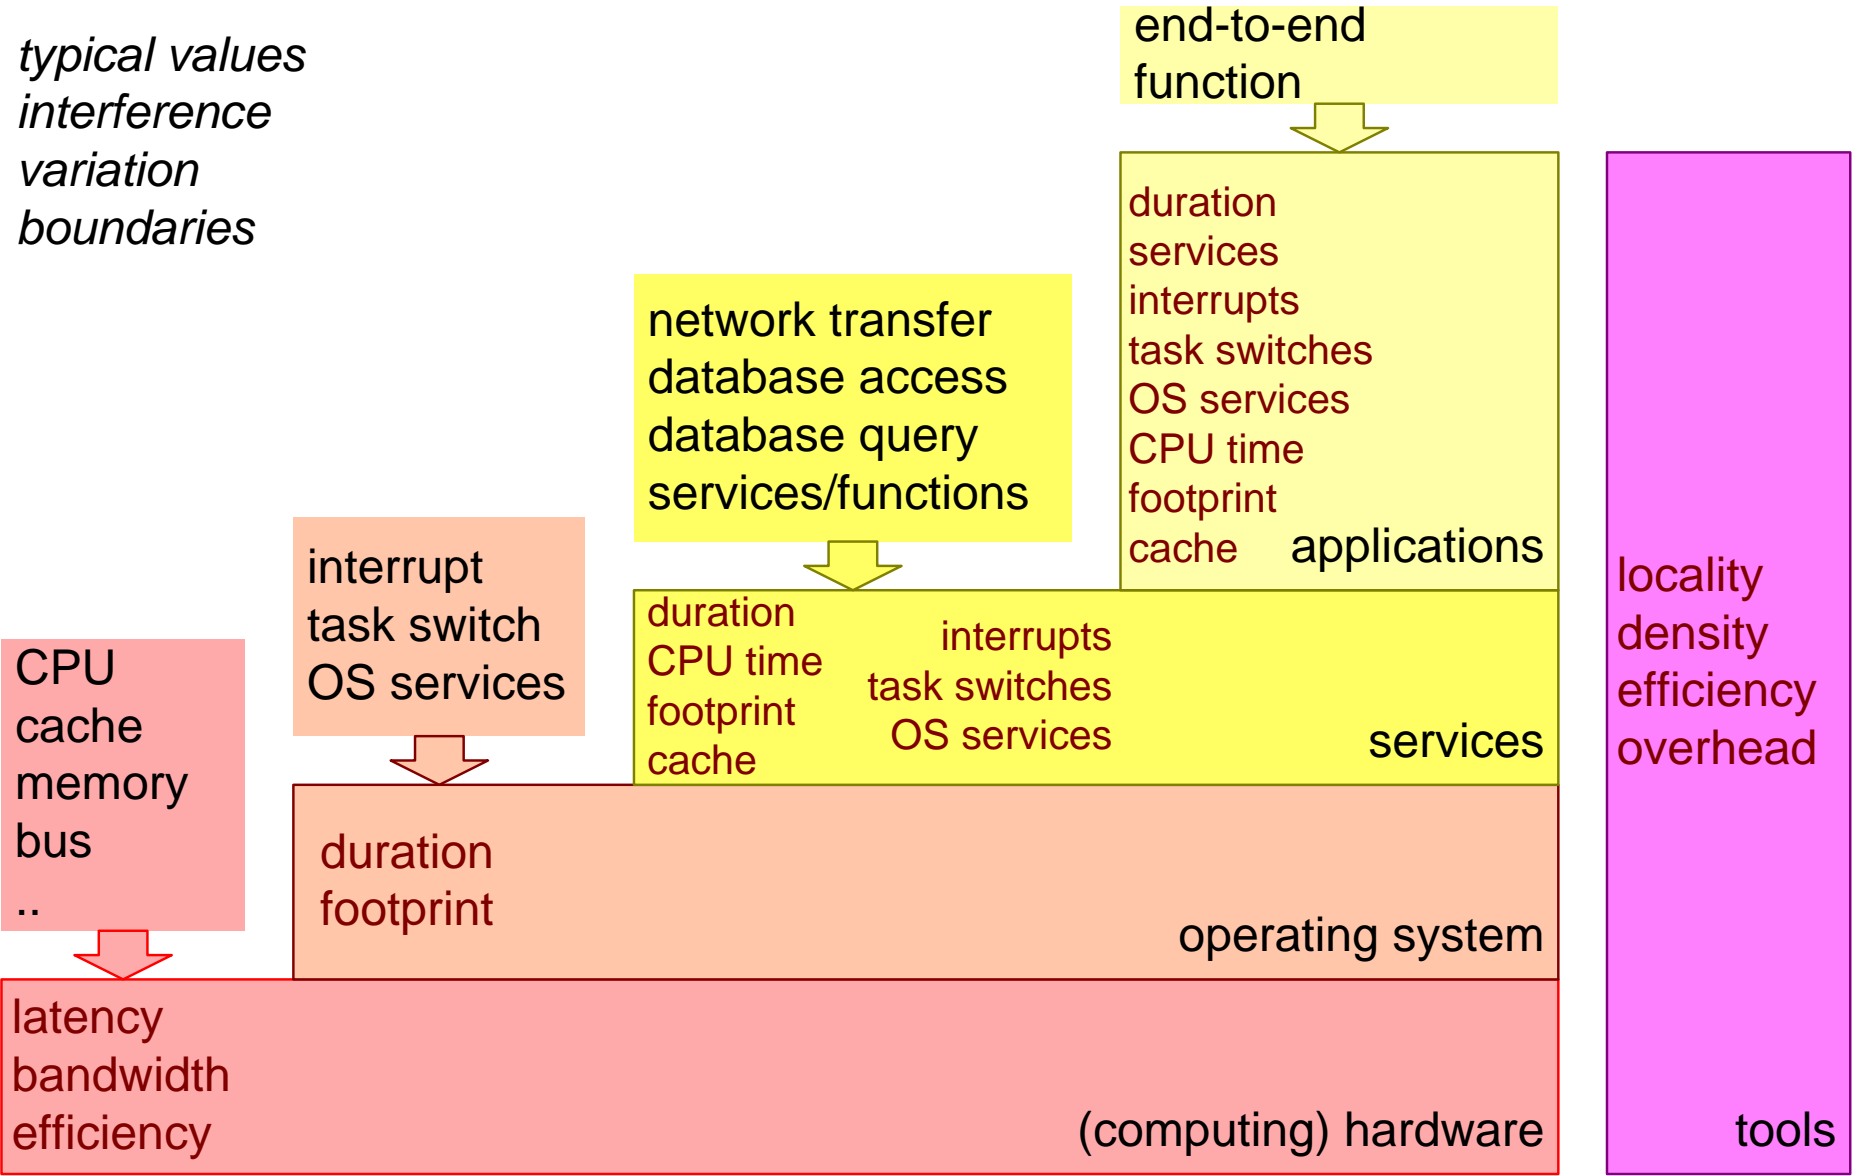 typical values
interference
variation
boundaries
end-to-end
function
duration
services
interrupts
task switches
OS services
CPU time
footprint
cache
applications
network transfer
database access
database query
services/functions
duration
CPU time
footprint
cache
interrupts
task switches
OS services
services
interrupt
task switch
OS services
duration
footprint
operating system
CPU
cache
memory
bus
..
latency
bandwidth
efficiency
(computing) hardware
locality
density
efficiency
overhead
tools